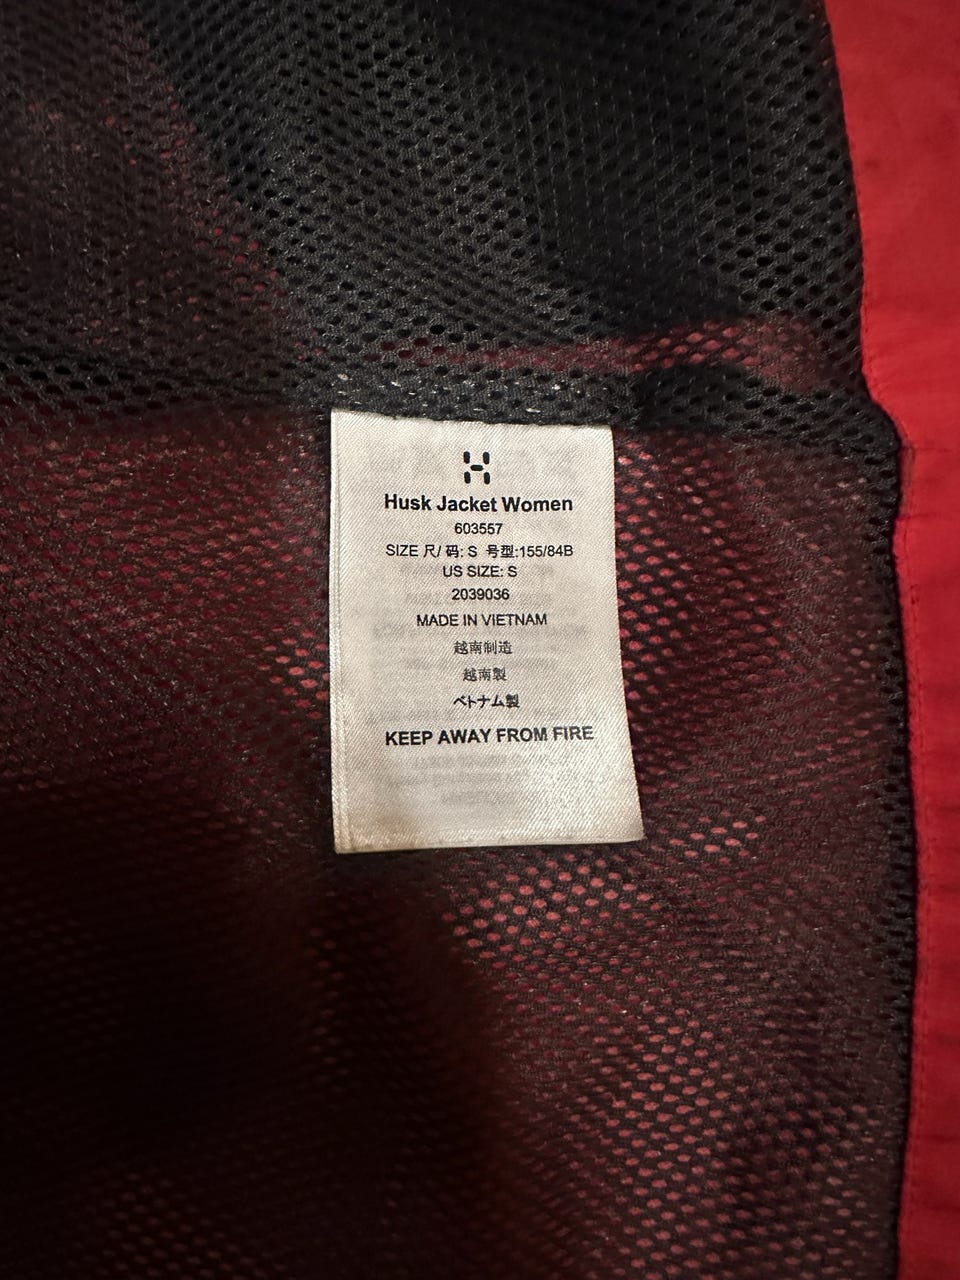 Husk Jacket Women
603557
SIZE 尺/ 码: S 号型:155/84B
US SIZE: S
2039036
MADE IN VIETNAM
越南制造
越南製
ベトナム製
KEEP AWAY FROM FIRE